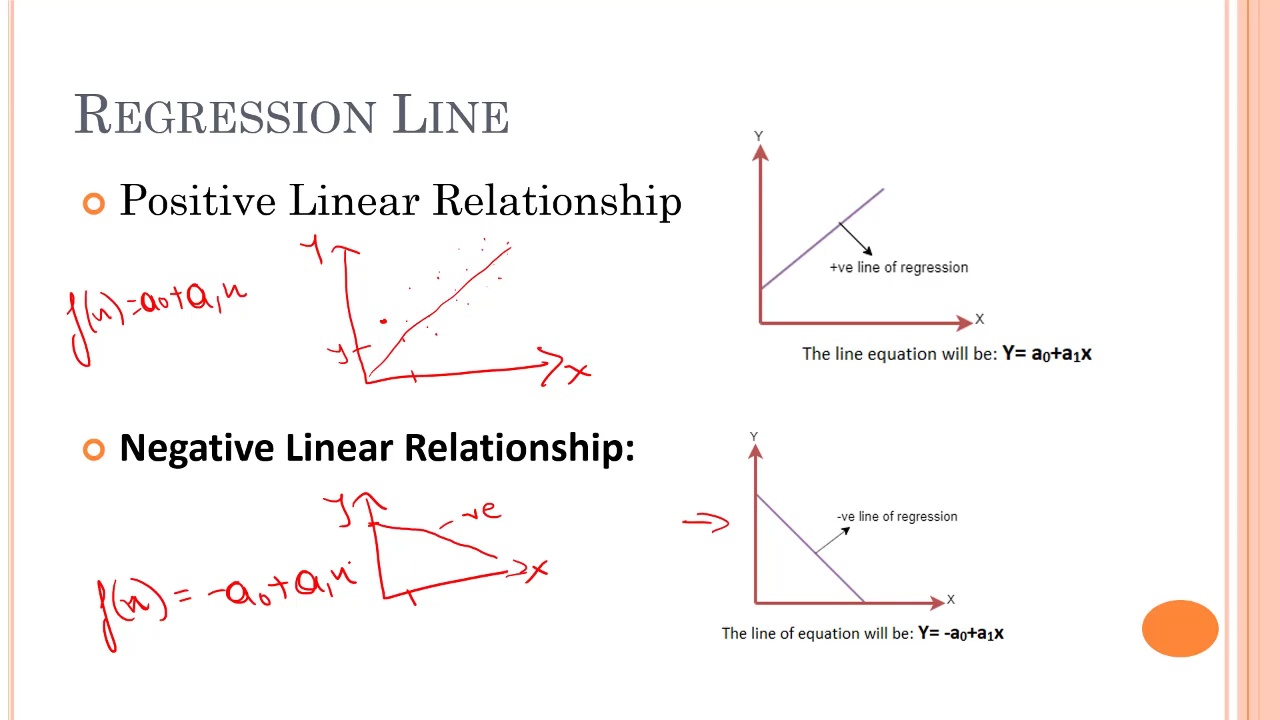 REGRESSION LINE
Positive Linear Relationship
Y
f(x)=a0+a1x
y
X
Y
+ve line of regression
X
The line equation will be: Y= a₀+a₁x
Negative Linear Relationship:
Y
-ve
X
f(x) = -a0+a1x
Y
-ve line of regression
X
The line of equation will be: Y= -a₀+a₁x